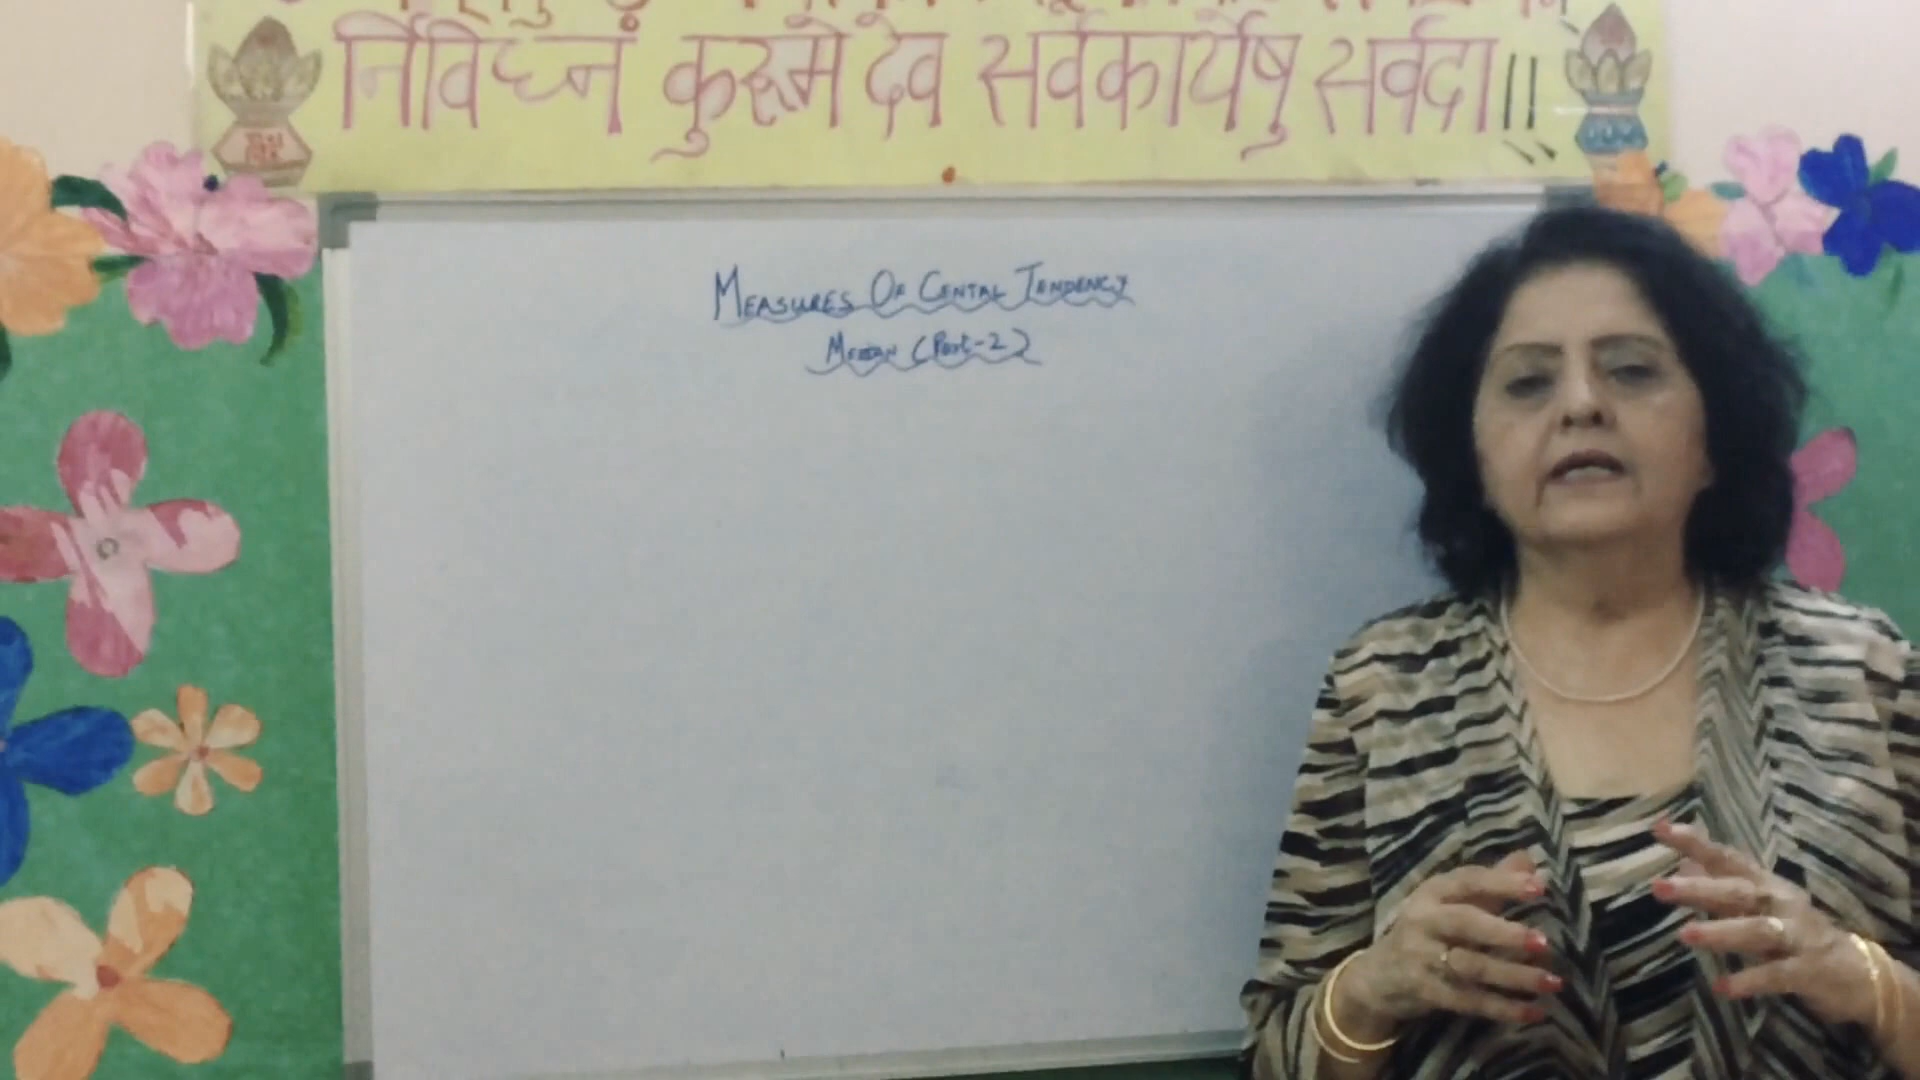 निर्विघ्नं कुरूमे देव सर्वकार्येषु सर्वदा।।
MEASURES OF CENTAL TENDENCY
MEDIAN (Part-2)